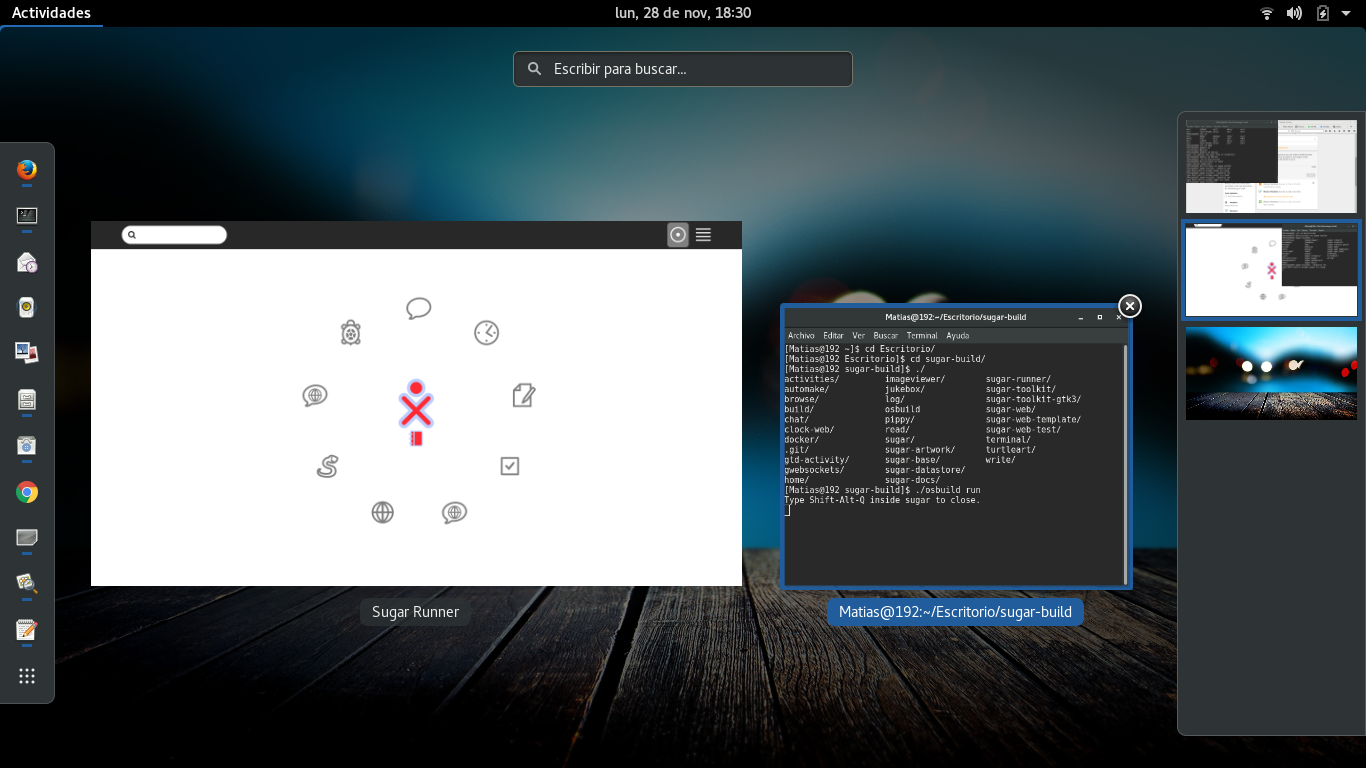 Actividades
lun, 28 de nov, 18:30
Escribir para buscar...
Matias@192:~/Escritorio/sugar-build
Archivo Editar Ver Buscar Terminal Ayuda
[Matias@192 ~]$ cd Escritorio/
[Matias@192 Escritorio]$ cd sugar-build/
[Matias@192 sugar-build]$ ./
activities/ imageviewer/ sugar-runner/
automake/ jukebox/ sugar-toolkit/
browse/ log/ sugar-toolkit-gtk3/
build/ osbuild sugar-web/
chat/ pippy/ sugar-web-template/
clock-web/ read/ sugar-web-test/
docker/ sugar/ terminal/
.git/ sugar-artwork/ turtleart/
gtd-activity/ sugar-base/ write/
gwebsockets/ sugar-datastore/
home/ sugar-docs/
[Matias@192 sugar-build]$ ./osbuild run
Type Shift-Alt-Q inside sugar to close.
Sugar Runner
Matias@192:~/Escritorio/sugar-build